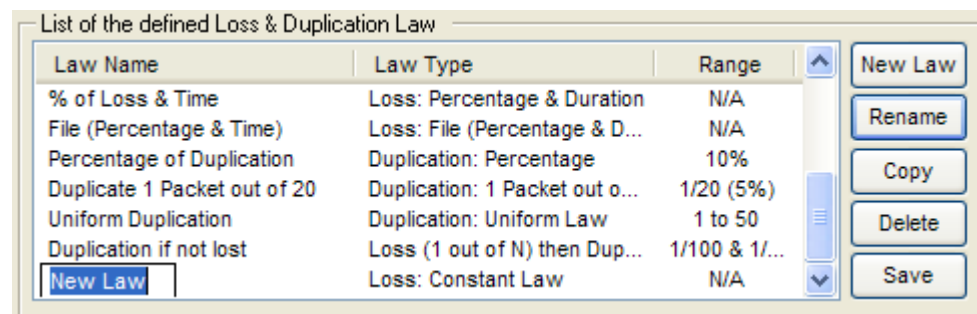 List of the defined Loss & Duplication Law
Law Name Law Type Range
% of Loss & Time Loss: Percentage & Duration N/A
File (Percentage & Time) Loss: File (Percentage & D... N/A
Percentage of Duplication Duplication: Percentage 10%
Duplicate 1 Packet out of 20 Duplication: 1 Packet out o... 1/20 (5%)
Uniform Duplication Duplication: Uniform Law 1 to 50
Duplication if not lost Loss (1 out of N) then Dup... 1/100 & 1/...
New Law Loss: Constant Law N/A
New Law
Rename
Copy
Delete
Save